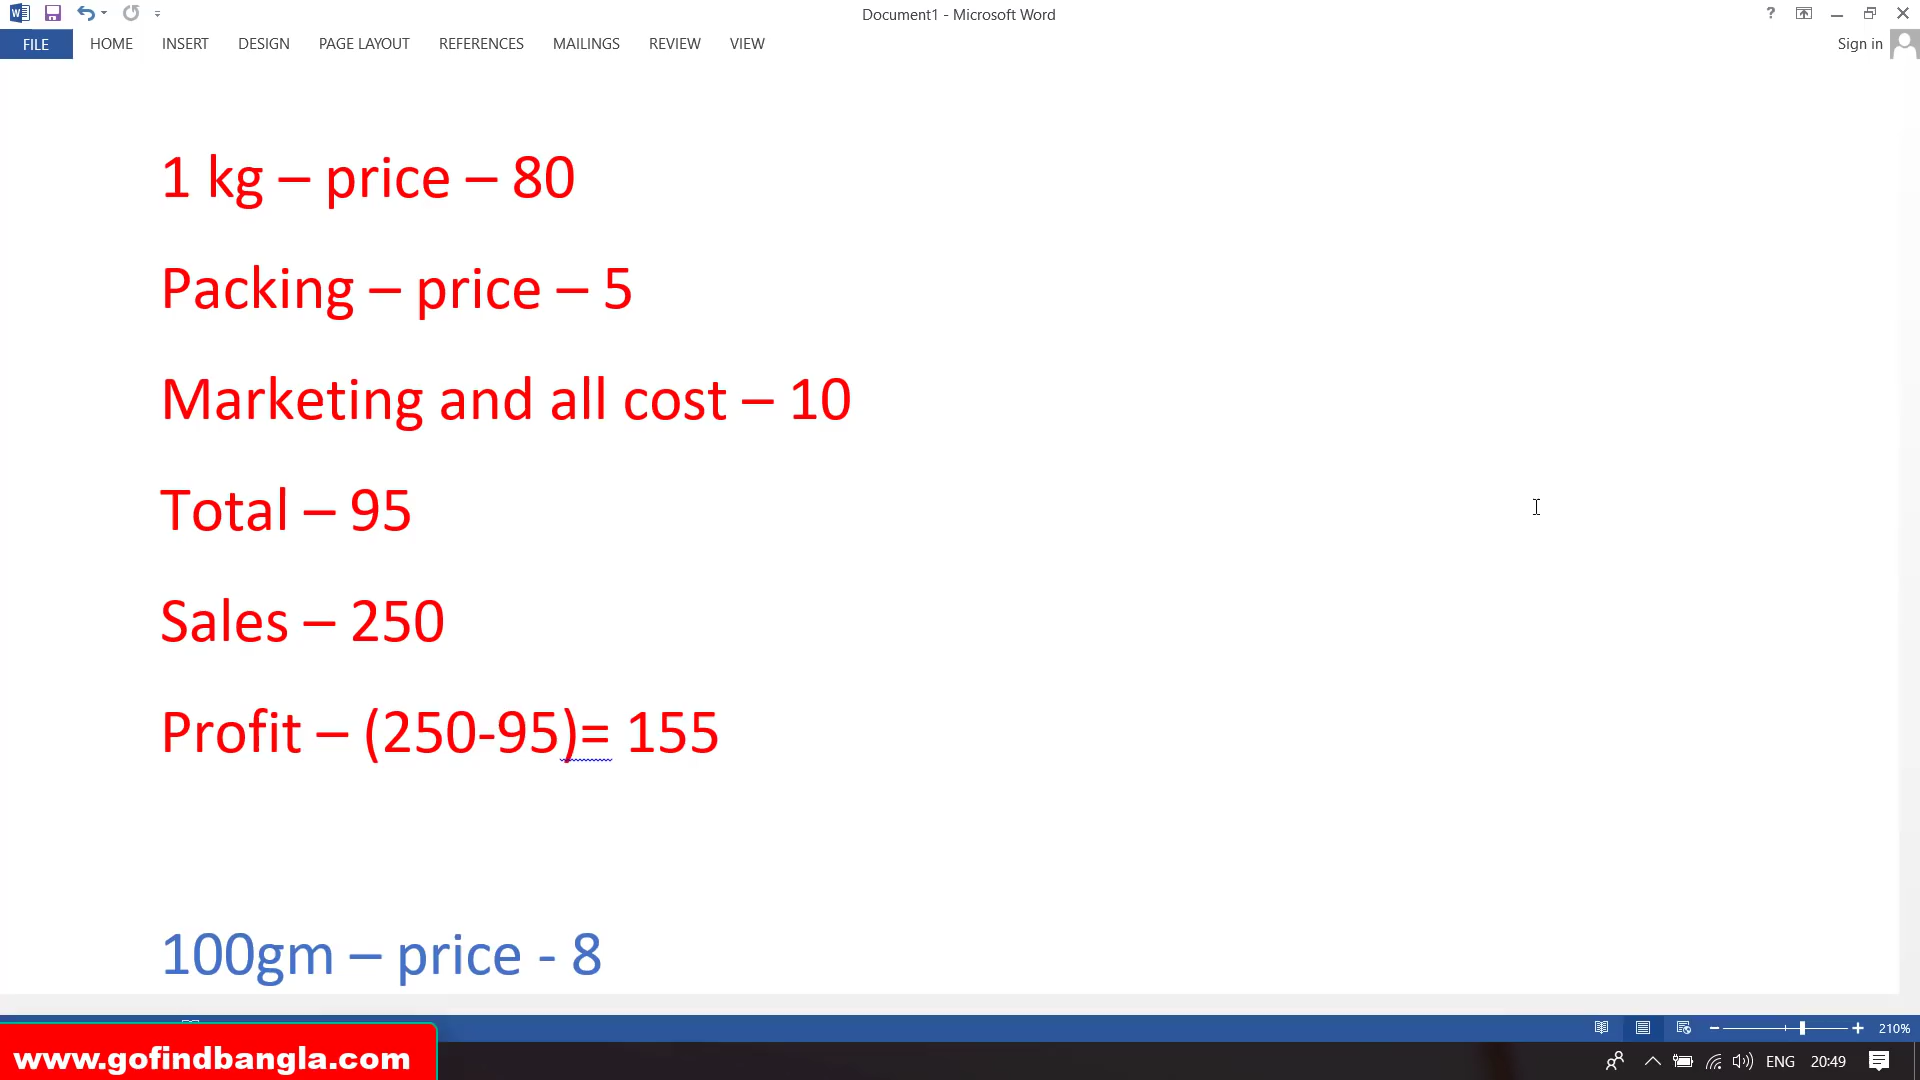 Document1 - Microsoft Word
?
FILE HOME INSERT DESIGN PAGE LAYOUT REFERENCES MAILINGS REVIEW VIEW Sign in
1 kg – price – 80
Packing – price – 5
Marketing and all cost – 10
Total – 95
Sales – 250
Profit – (250-95)= 155
100gm – price - 8
210%
www.gofindbangla.com
ENG 20:49